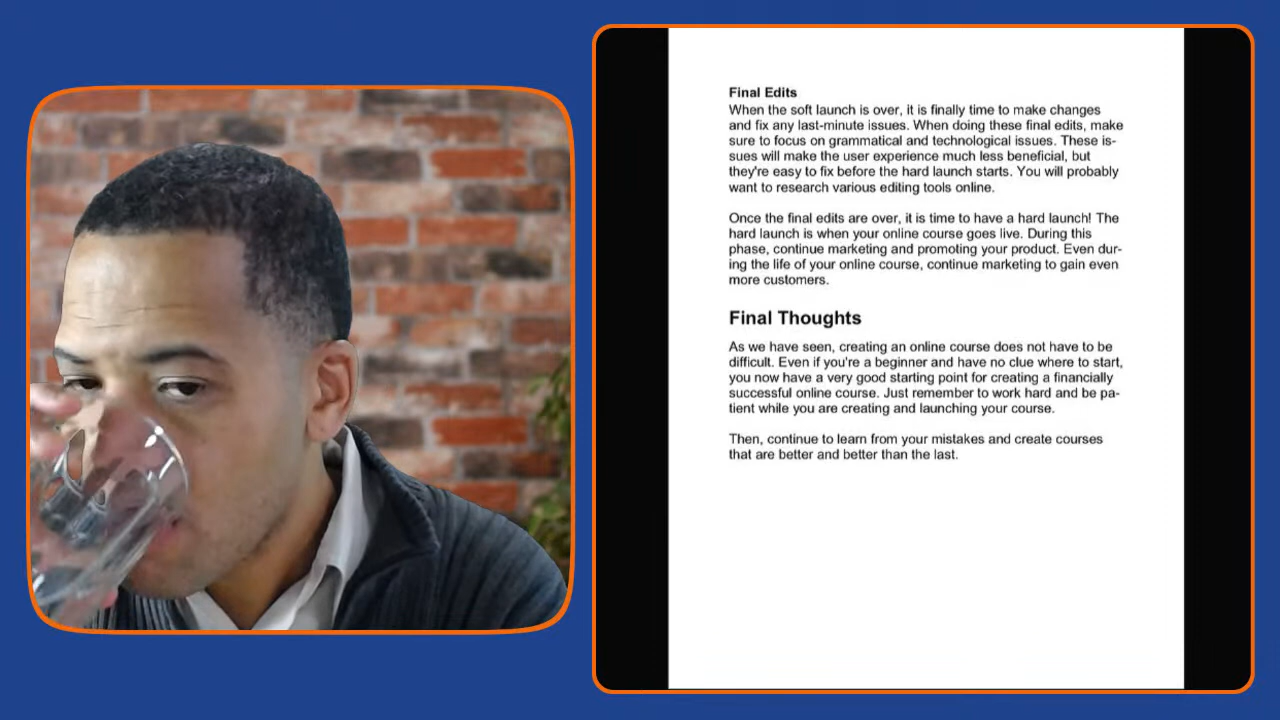 Final Edits
When the soft launch is over, it is finally time to make changes
and fix any last-minute issues. When doing these final edits, make
sure to focus on grammatical and technological issues. These is-
sues will make the user experience much less beneficial, but
they're easy to fix before the hard launch starts. You will probably
want to research various editing tools online.
Once the final edits are over, it is time to have a hard launch! The
hard launch is when your online course goes live. During this
phase, continue marketing and promoting your product. Even dur-
ing the life of your online course, continue marketing to gain even
more customers.
Final Thoughts
As we have seen, creating an online course does not have to be
difficult. Even if you're a beginner and have no clue where to start,
you now have a very good starting point for creating a financially
successful online course. Just remember to work hard and be pa-
tient while you are creating and launching your course.
Then, continue to learn from your mistakes and create courses
that are better and better than the last.